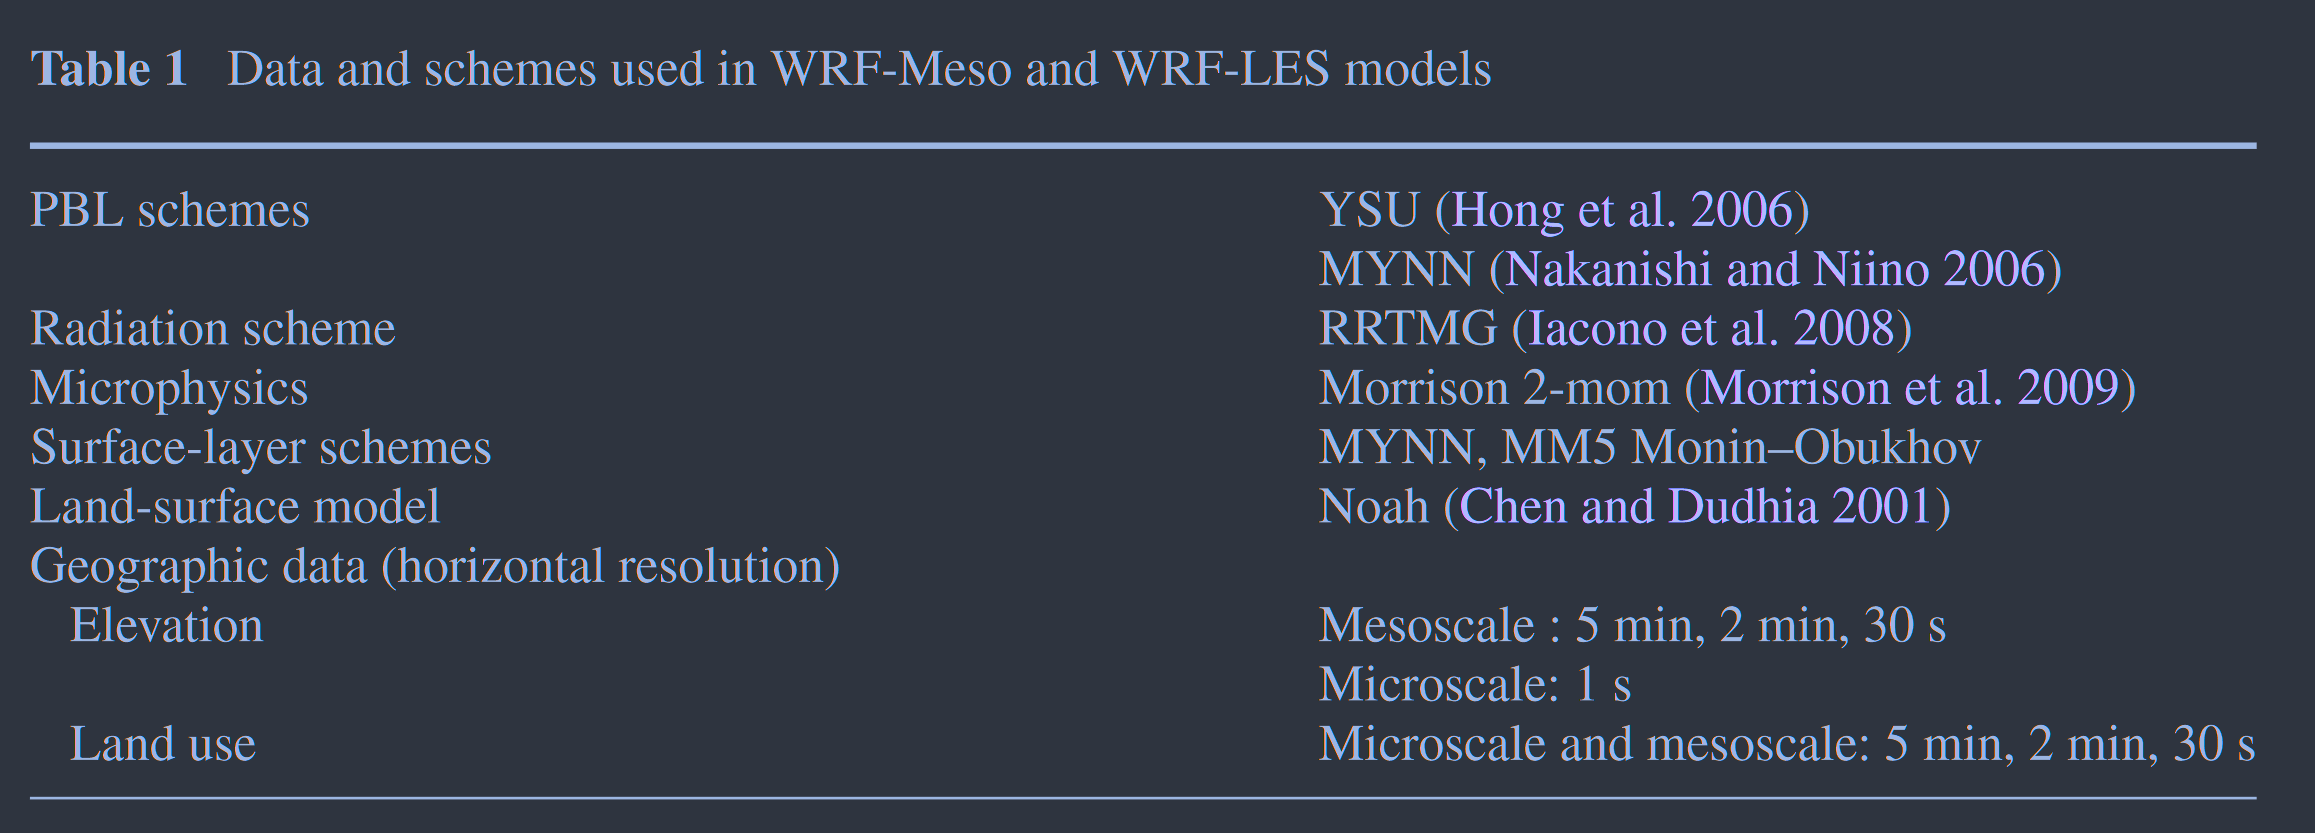 Table 1 Data and schemes used in WRF-Meso and WRF-LES models
PBL schemes YSU (Hong et al. 2006)
MYNN (Nakanishi and Niino 2006)
Radiation scheme RRTMG (Iacono et al. 2008)
Microphysics Morrison 2-mom (Morrison et al. 2009)
Surface-layer schemes MYNN, MM5 Monin–Obukhov
Land-surface model Noah (Chen and Dudhia 2001)
Geographic data (horizontal resolution)
Elevation Mesoscale : 5 min, 2 min, 30 s
Microscale: 1 s
Land use Microscale and mesoscale: 5 min, 2 min, 30 s